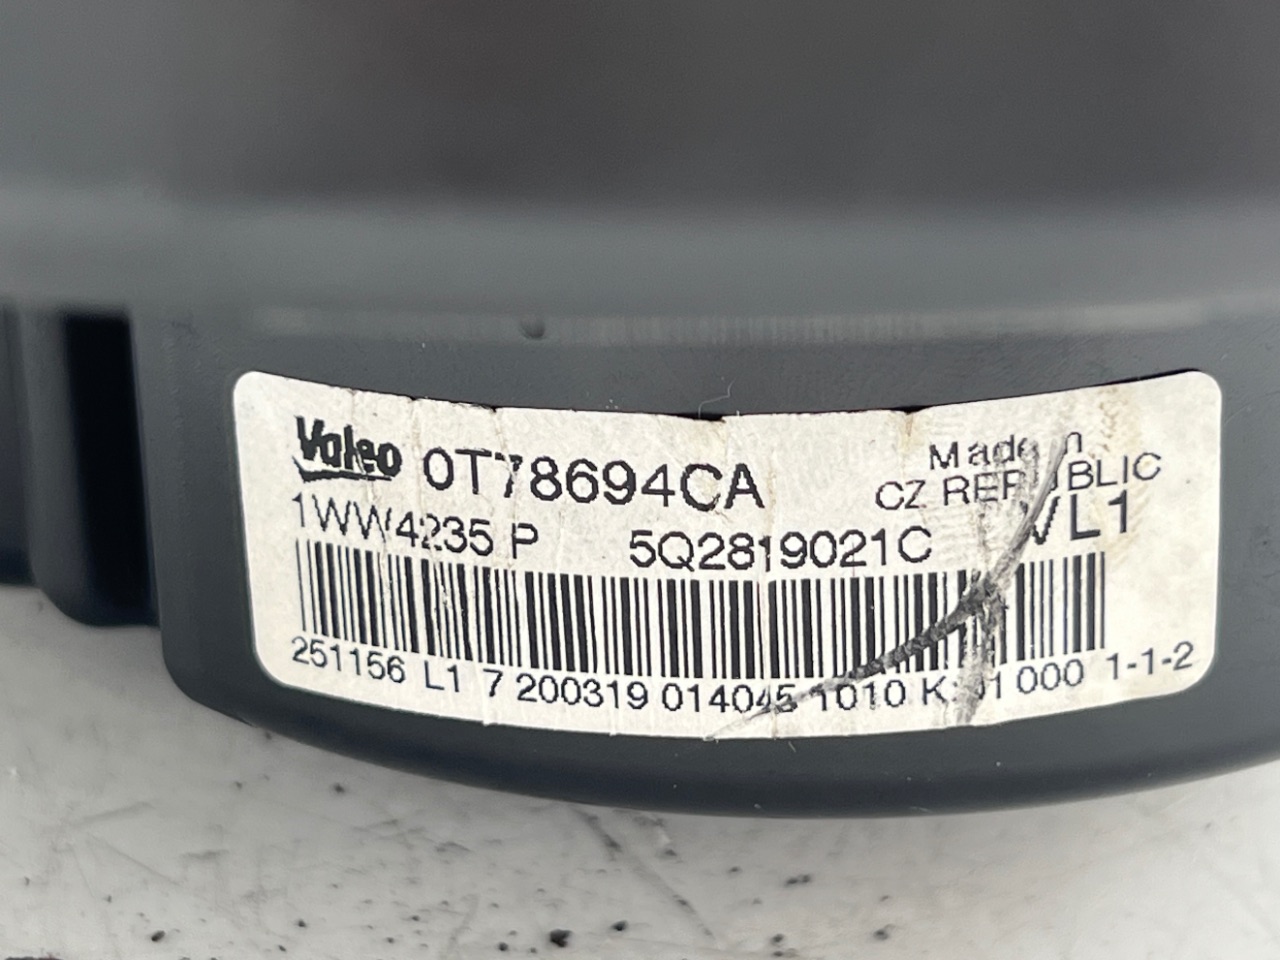 Valeo 0T78694CA
Made in
CZ REPUBLIC
1WW4235 P 5Q2819021C VL1
251156 L1 7 200319 014045 1010 000 1-1-2